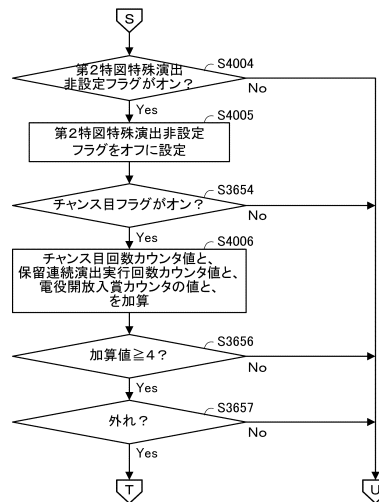 S
S4004
第2特図特殊演出
非設定フラグがオン?
No
Yes
S4005
第2特図特殊演出非設定
フラグをオフに設定
S3654
チャンス目フラグがオン?
No
Yes
S4006
チャンス目回数カウンタ値と、
保留連続演出実行回数カウンタ値と、
電役開放入賞カウンタの値と、
を加算
S3656
加算値≧4?
No
Yes
S3657
外れ?
No
Yes
T
U